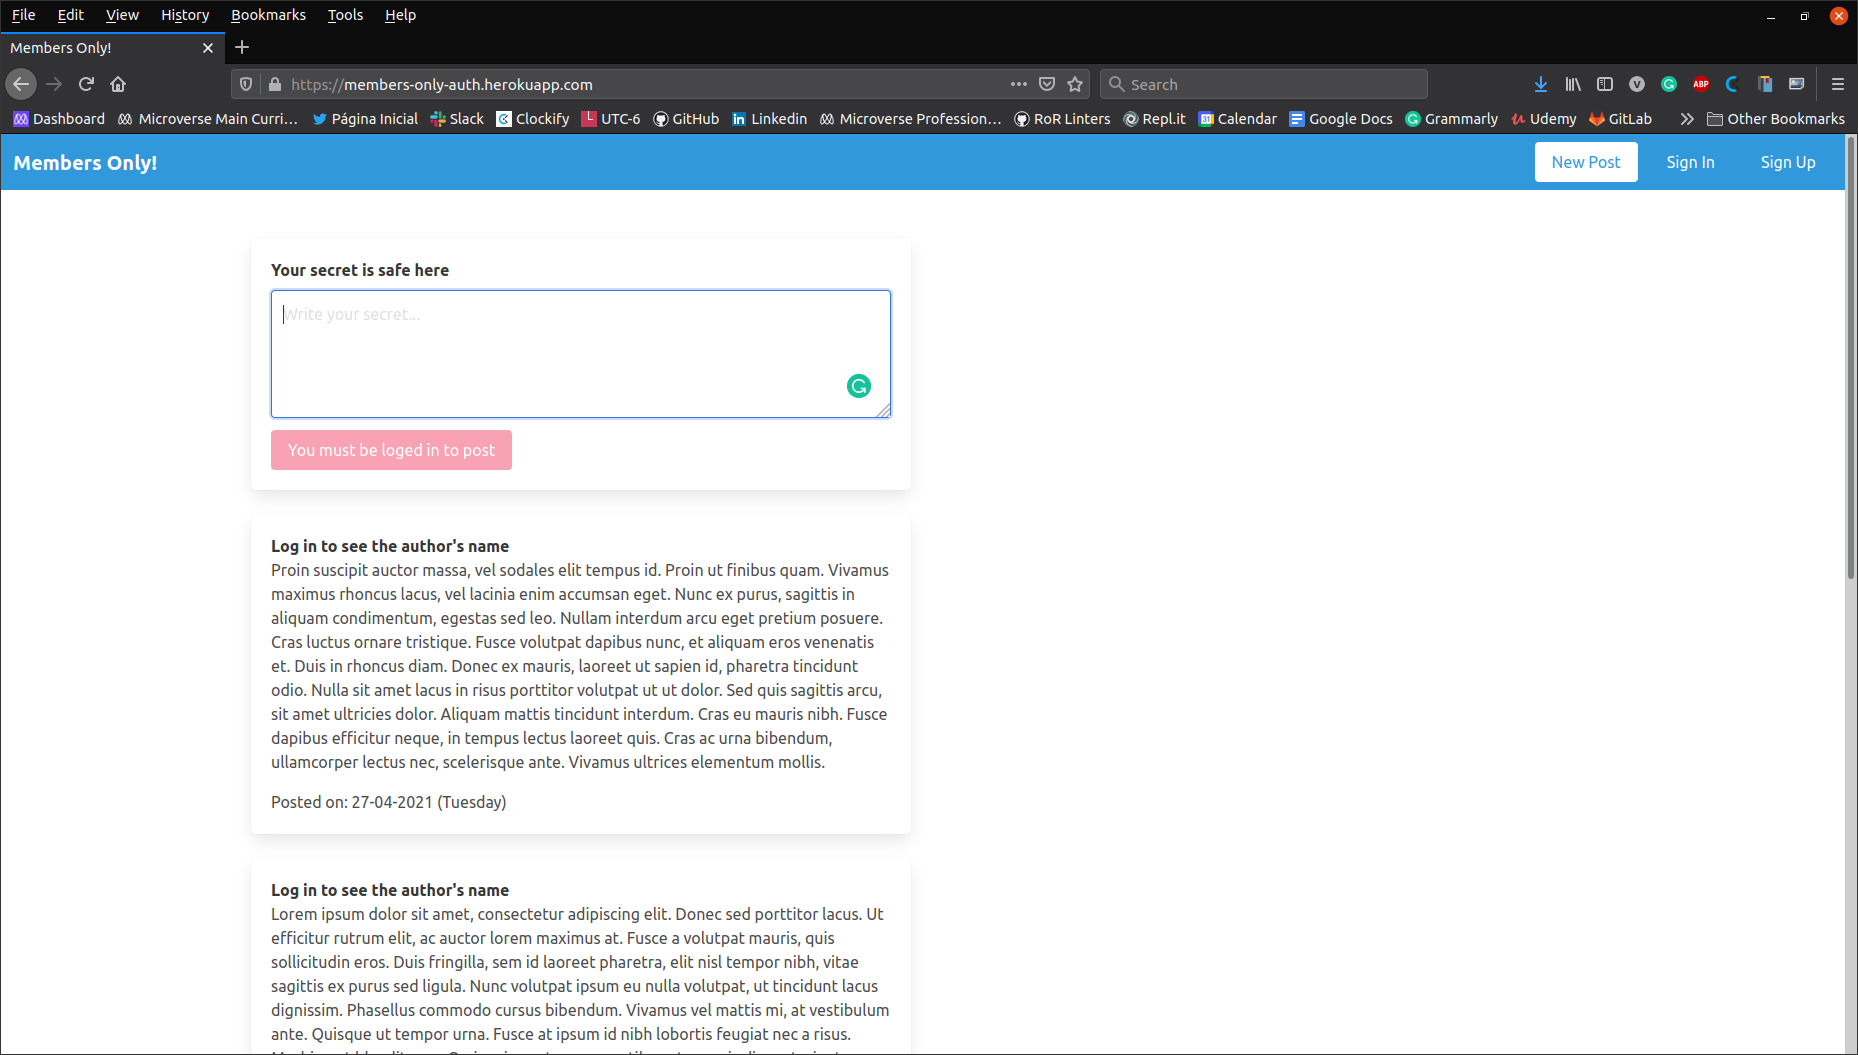 File Edit View History Bookmarks Tools Help
Members Only!
https://members-only-auth.herokuapp.com
Search
V G ABP
Dashboard Microverse Main Curri... Página Inicial Slack Clockify UTC-6 GitHub Linkedin Microverse Profession... RoR Linters Repl.it Calendar Google Docs Grammarly Udemy GitLab Other Bookmarks
Members Only! New Post Sign In Sign Up
Your secret is safe here
Write your secret...
You must be loged in to post
Log in to see the author's name
Proin suscipit auctor massa, vel sodales elit tempus id. Proin ut finibus quam. Vivamus
maximus rhoncus lacus, vel lacinia enim accumsan eget. Nunc ex purus, sagittis in
aliquam condimentum, egestas sed leo. Nullam interdum arcu eget pretium posuere.
Cras luctus ornare tristique. Fusce volutpat dapibus nunc, et aliquam eros venenatis
et. Duis in rhoncus diam. Donec ex mauris, laoreet ut sapien id, pharetra tincidunt
odio. Nulla sit amet lacus in risus porttitor volutpat ut ut dolor. Sed quis sagittis arcu,
sit amet ultricies dolor. Aliquam mattis tincidunt interdum. Cras eu mauris nibh. Fusce
dapibus efficitur neque, in tempus lectus laoreet quis. Cras ac urna bibendum,
ullamcorper lectus nec, scelerisque ante. Vivamus ultrices elementum mollis.
Posted on: 27-04-2021 (Tuesday)
Log in to see the author's name
Lorem ipsum dolor sit amet, consectetur adipiscing elit. Donec sed porttitor lacus. Ut
efficitur rutrum elit, ac auctor lorem maximus at. Fusce a volutpat mauris, quis
sollicitudin eros. Duis fringilla, sem id laoreet pharetra, elit nisl tempor nibh, vitae
sagittis ex purus sed ligula. Nunc volutpat ipsum eu nulla volutpat, ut tincidunt lacus
dignissim. Phasellus commodo cursus bibendum. Vivamus vel mattis mi, at vestibulum
ante. Quisque ut tempor urna. Fusce at ipsum id nibh lobortis feugiat nec a risus.